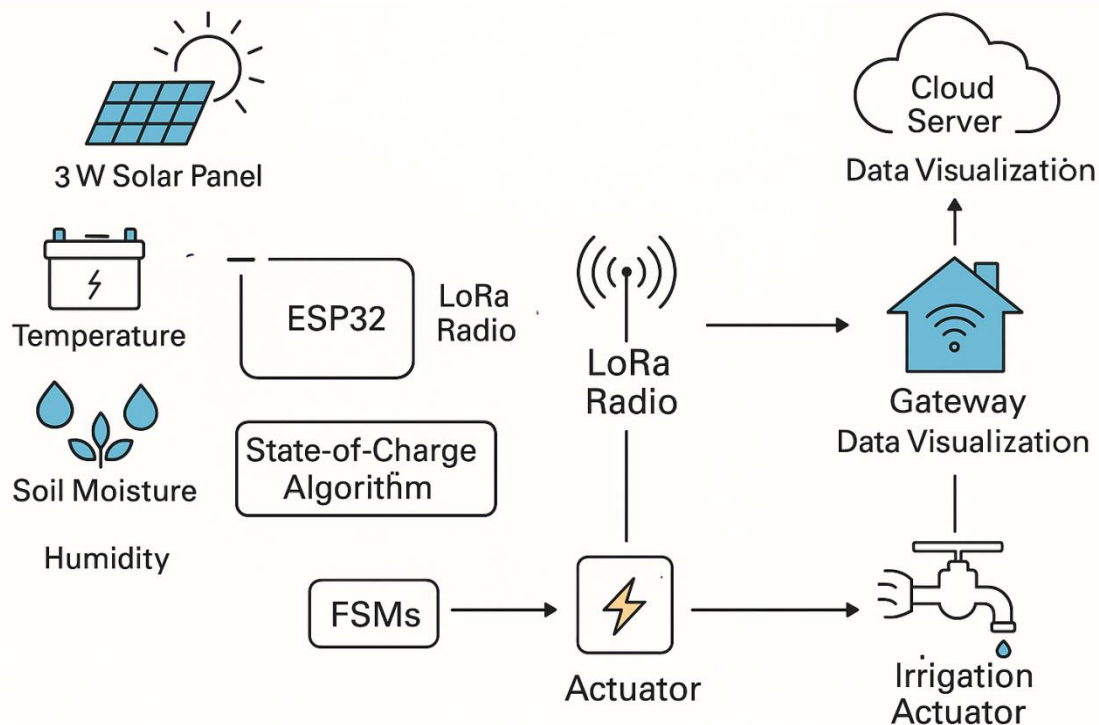 3 W Solar Panel
Temperature
Soil Moisture
Humidity
ESP32
LoRa
Radio
State-of-Charge
Algorithm
FSMs
LoRa
Radio
Actuator
Cloud
Server
Data Visualization
Gateway
Data Visualization
Irrigation
Actuator